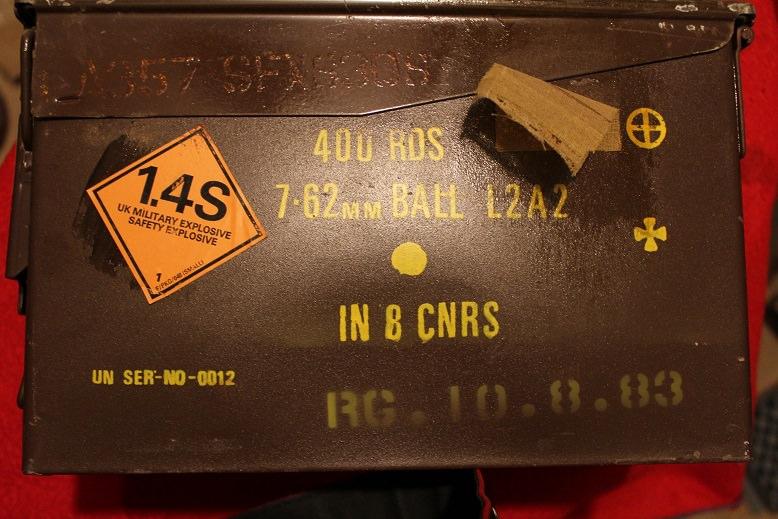 400 RDS
7·62MM BALL L2A2
IN 8 CNRS
1.4S
UK MILITARY EXPLOSIVE
SAFETY EXPLOSIVE
1
UN SER-NO-0012
RG.10.8.83